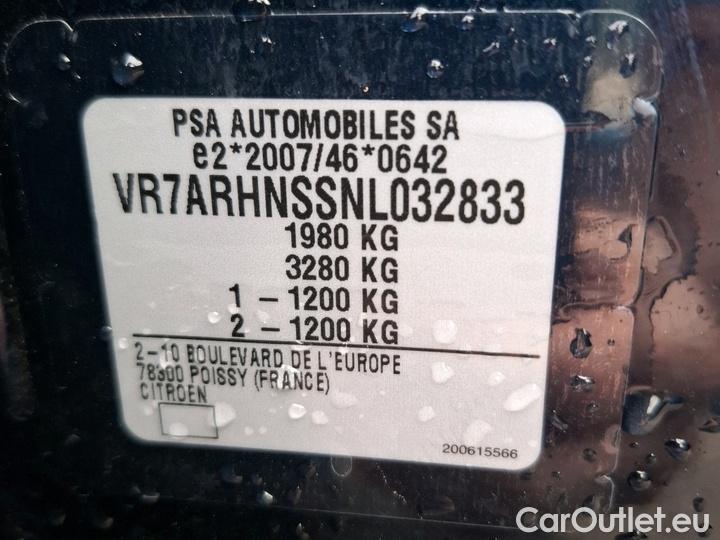 PSA AUTOMOBILES SA
e2*2007/46*0642
VR7ARHNSSNL032833
1980 KG
3280 KG
1 - 1200 KG
2 - 1200 KG
2-10 BOULEVARD DE L'EUROPE
78300 POISSY (FRANCE)
CITROEN
200615566
CarOutlet.eu